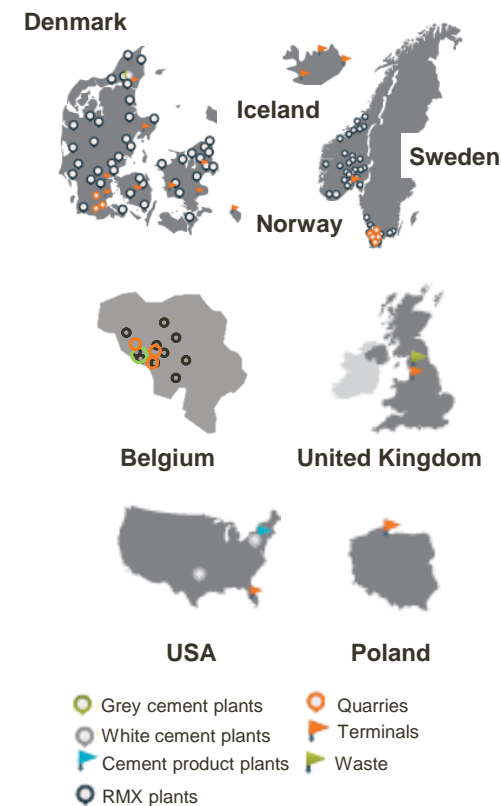 Denmark
Iceland
Sweden
Norway
Belgium
United Kingdom
USA
Poland
Grey cement plants
Quarries
White cement plants
Terminals
Cement product plants
Waste
RMX plants